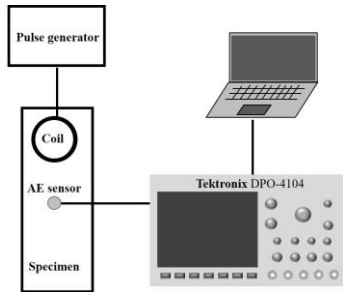 Pulse generator
Coil
AE sensor
Tektronix DPO-4104
Specimen